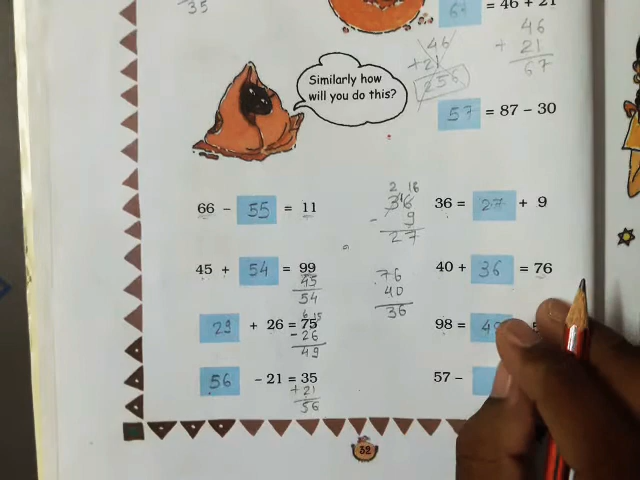 35
67 = 46 + 21
46
+ 21
67
46
+21
256
57 = 87 - 30
Similarly how
will you do this?
66 - 55 = 11
2 16
36
- 9
27
36 = 27 + 9
45 + 54 = 99
45
54
76
40
36
40 + 36 = 76
29 + 26 = 75
6 15
- 26
49
98 =
56 - 21 = 35
+ 21
56
57 -
32